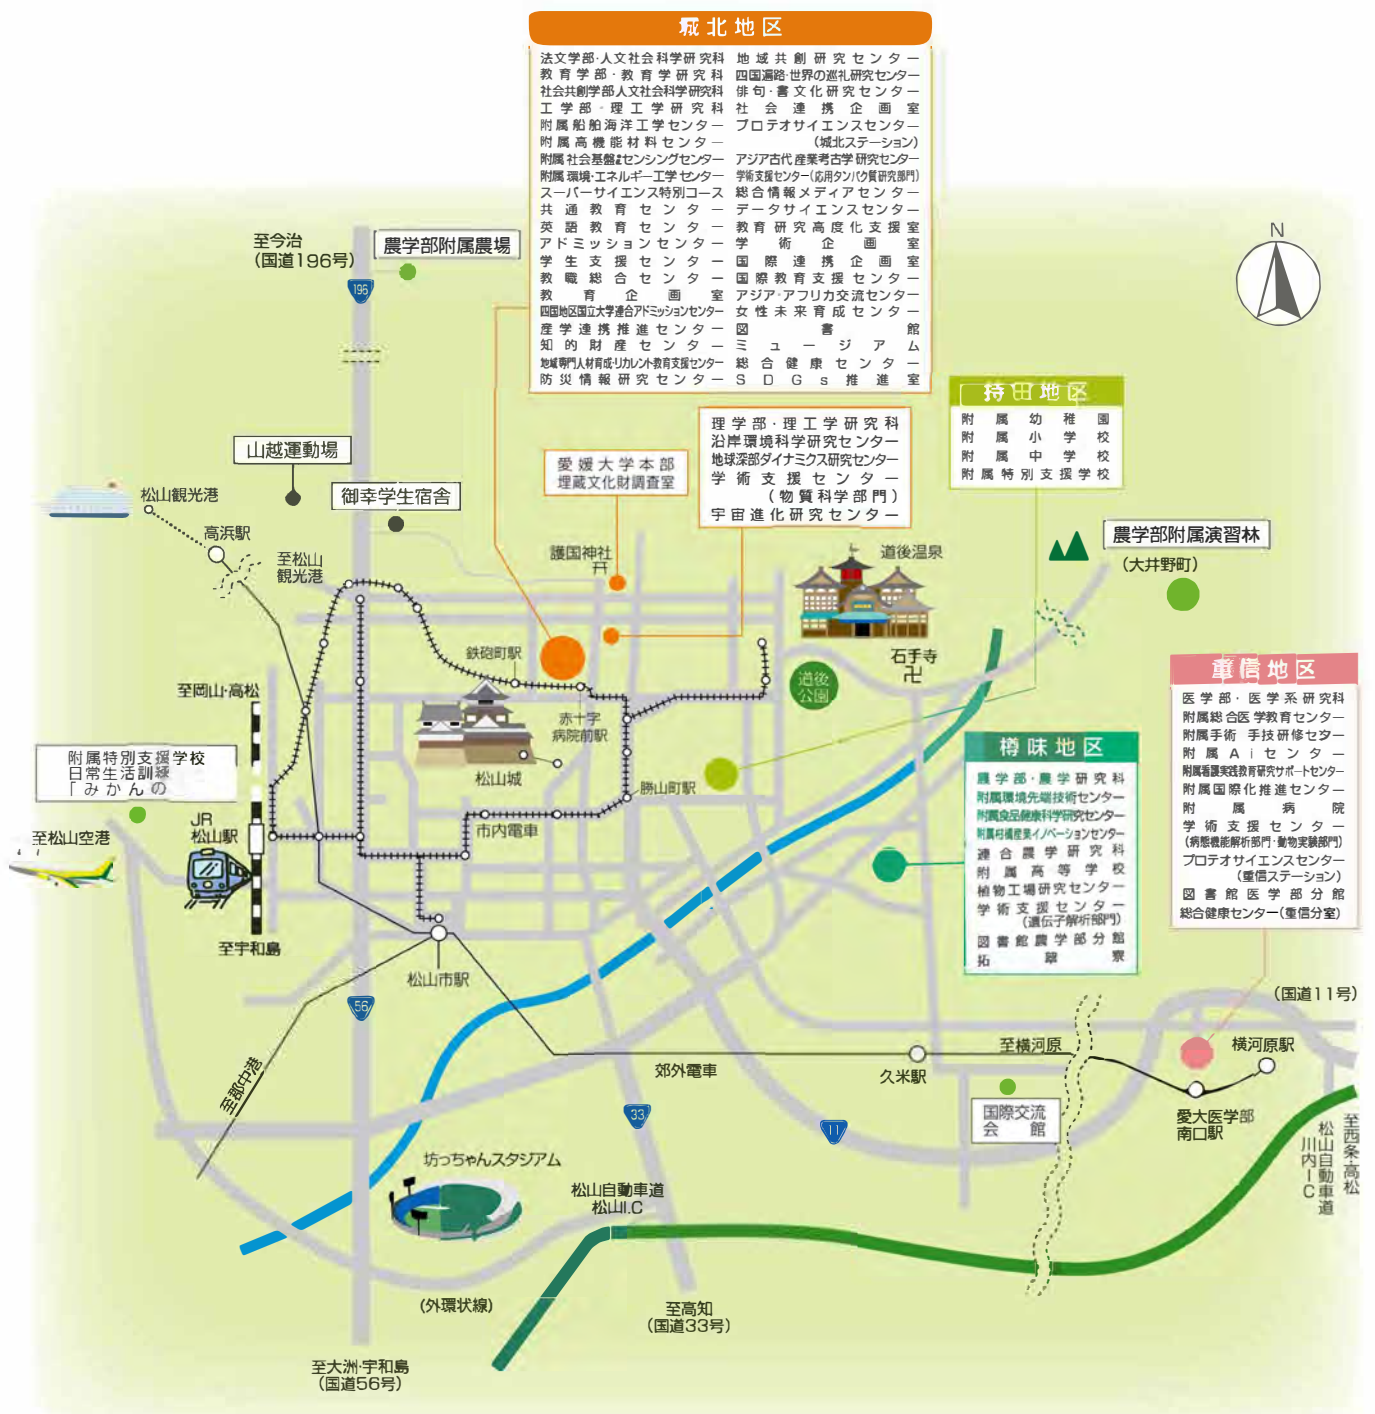 城北地区
法文学部・人文社会科学研究科
教育学部・教育学研究科
社会共創学部人文社会科学研究科
工学部・理工学研究科
附属船舶海洋工学センター
附属高機能材料センター
附属社会基盤iセンシングセンター
附属環境・エネルギー工学センター
スーパーサイエンス特別コース
共通教育センター
英語教育センター
アドミッションセンター
学生支援センター
教職総合センター
教育企画室
四国地区国立大学連合アドミッションセンター
産学連携推進センター
知的財産センター
地域専門人材育成・リカレント教育支援センター
防災情報研究センター
地域共創研究センター
四国遍路・世界の巡礼研究センター
俳句・書文化研究センター
社会連携企画室
プロテオサイエンスセンター
(城北ステーション)
アジア古代産業考古学研究センター
学術支援センター(応用タンパク質研究部門)
総合情報メディアセンター
データサイエンスセンター
教育研究高度化支援室
学術企画室
国際連携企画室
国際教育支援センター
アジア・アフリカ交流センター
女性未来育成センター
図書館
ミュージアム
総合健康センター
SDGs推進室
至今治
(国道196号)
農学部附属農場
196
N
持田地区
附属幼稚園
附属小学校
附属中学校
附属特別支援学校
理学部・理工学研究科
沿岸環境科学研究センター
地球深部ダイナミクス研究センター
学術支援センター
(物質科学部門)
宇宙進化研究センター
愛媛大学本部
埋蔵文化財調査室
山越運動場
御幸学生宿舎
松山観光港
高浜駅
至松山
観光港
護国神社
道後温泉
農学部附属演習林
(大井野町)
石手寺
道後
公園
鉄砲町駅
赤十字
病院前駅
松山城
勝山町駅
市内電車
至岡山・高松
附属特別支援学校
日常生活訓練
「みかんの
至松山空港
JR
松山駅
至宇和島
松山市駅
樽味地区
農学部・農学研究科
附属環境先端技術センター
附属食品健康科学研究センター
附属柑橘産業イノベーションセンター
連合農学研究科
附属高等学校
植物工場研究センター
学術支援センター
(遺伝子解析部門)
図書館農学部分館
拓翠寮
重信地区
医学部・医学系研究科
附属総合医学教育センター
附属手術 手技研修センター
附属Aiセンター
附属看護実践教育研究サポートセンター
附属国際化推進センター
附属病院
学術支援センター
(病態機能解析部門・動物実験部門)
プロテオサイエンスセンター
(重信ステーション)
図書館医学部分館
総合健康センター(重信分室)
(国道11号)
56
至郡中港
郊外電車
久米駅
至横河原
横河原駅
愛大医学部
南口駅
国際交流
会館
33
11
坊っちゃんスタジアム
松山自動車道
松山I.C
至西条・高松
松山自動車道
川内IC
(外環状線)
至高知
(国道33号)
至大洲・宇和島
(国道56号)